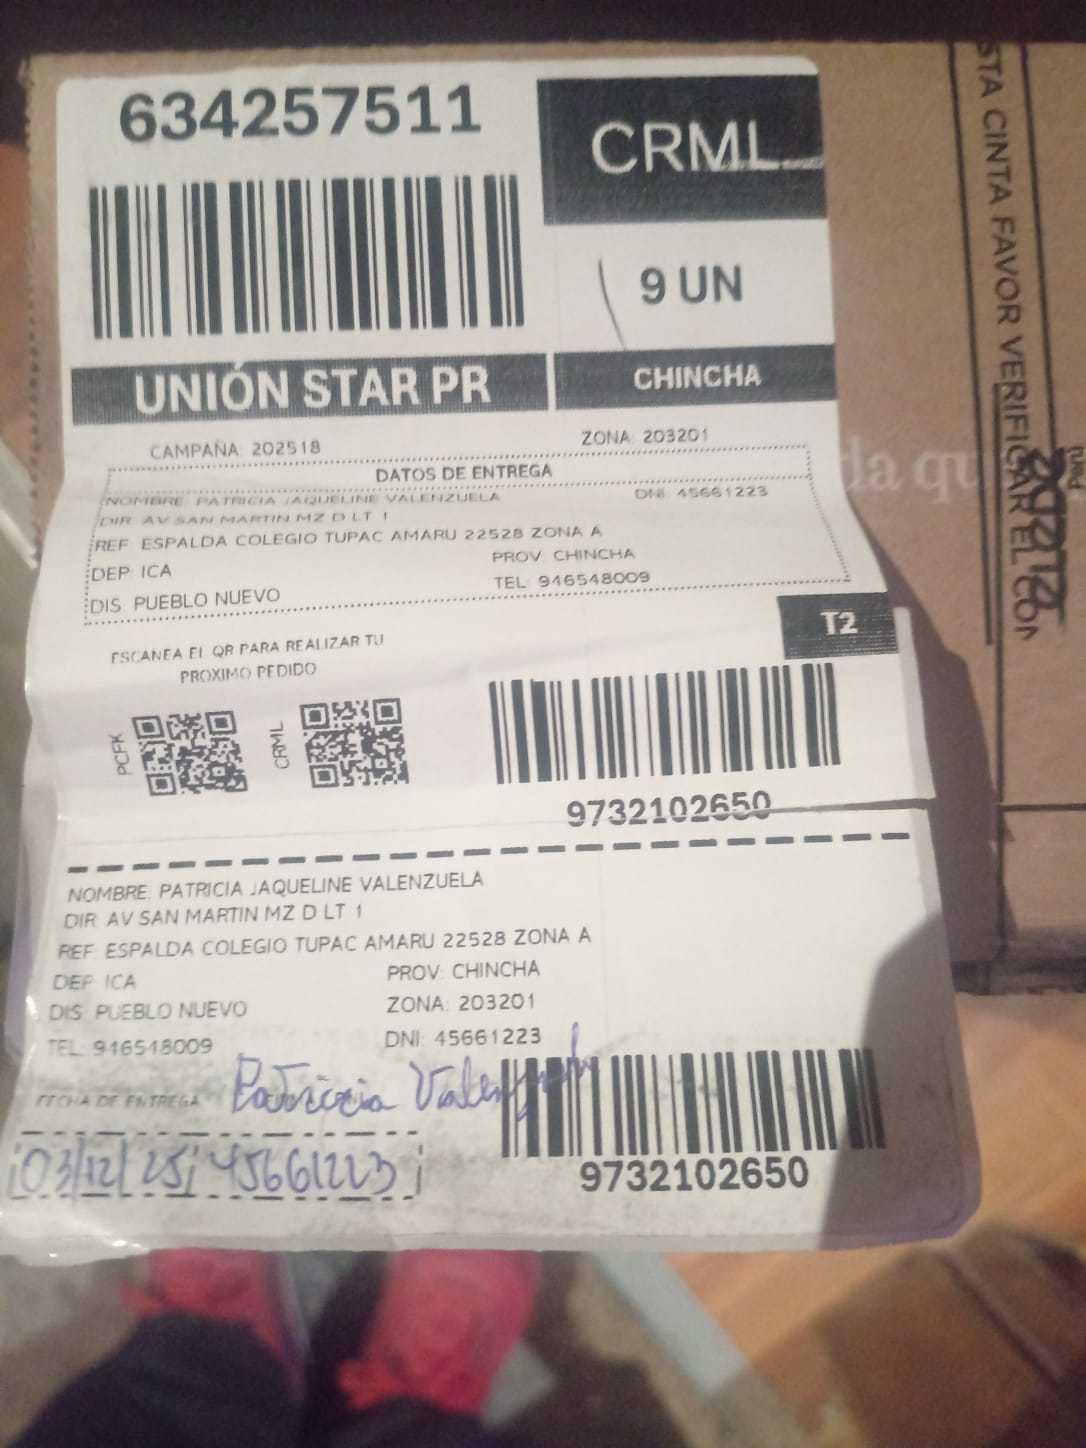 634257511
CRML
9 UN
UNIÓN STAR PR
CHINCHA
CAMPAÑA: 202518
ZONA: 203201
DATOS DE ENTREGA
NOMBRE: PATRICIA JAQUELINE VALENZUELA
DNI: 45661223
DIR: AV SAN MARTIN MZ D LT 1
REF: ESPALDA COLEGIO TUPAC AMARU 22528 ZONA A
DEP: ICA
PROV: CHINCHA
DIS: PUEBLO NUEVO
TEL: 946548009
T2
ESCANEA EL QR PARA REALIZAR TU
PROXIMO PEDIDO
PCFK
CRML
9732102650
NOMBRE: PATRICIA JAQUELINE VALENZUELA
DIR: AV SAN MARTIN MZ D LT 1
REF: ESPALDA COLEGIO TUPAC AMARU 22528 ZONA A
DEP: ICA
PROV: CHINCHA
DIS: PUEBLO NUEVO
ZONA: 203201
TEL: 946548009
DNI: 45661223
FECHA DE ENTREGA
Patricia
03/12/25 45661223
9732102650
STA CINTA FAVOR VERIFICAR EL CON
da qu